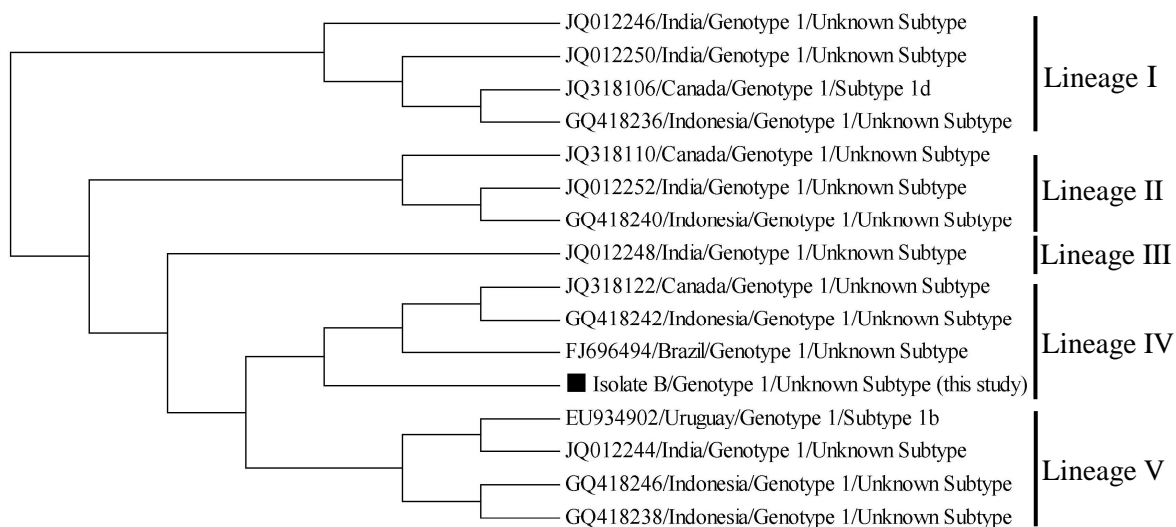 JQ012246/India/Genotype 1/Unknown Subtype
JQ012250/India/Genotype 1/Unknown Subtype
JQ318106/Canada/Genotype 1/Subtype 1d
GQ418236/Indonesia/Genotype 1/Unknown Subtype
Lineage I
JQ318110/Canada/Genotype 1/Unknown Subtype
JQ012252/India/Genotype 1/Unknown Subtype
GQ418240/Indonesia/Genotype 1/Unknown Subtype
Lineage II
JQ012248/India/Genotype 1/Unknown Subtype
Lineage III
JQ318122/Canada/Genotype 1/Unknown Subtype
GQ418242/Indonesia/Genotype 1/Unknown Subtype
FJ696494/Brazil/Genotype 1/Unknown Subtype
Isolate B/Genotype 1/Unknown Subtype (this study)
Lineage IV
EU934902/Uruguay/Genotype 1/Subtype 1b
JQ012244/India/Genotype 1/Unknown Subtype
GQ418246/Indonesia/Genotype 1/Unknown Subtype
GQ418238/Indonesia/Genotype 1/Unknown Subtype
Lineage V